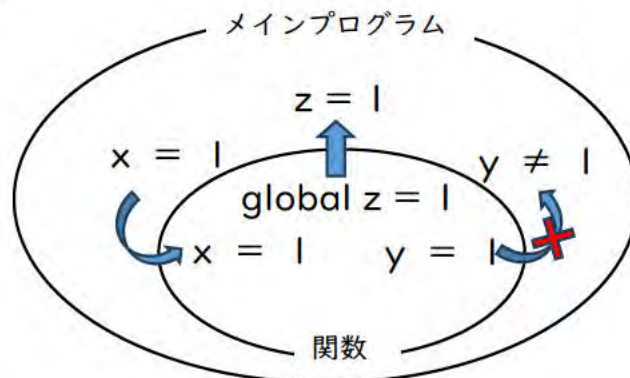 メインプログラム
z = 1
x = 1
y ≠ 1
global z = 1
x = 1
y = 1
関数